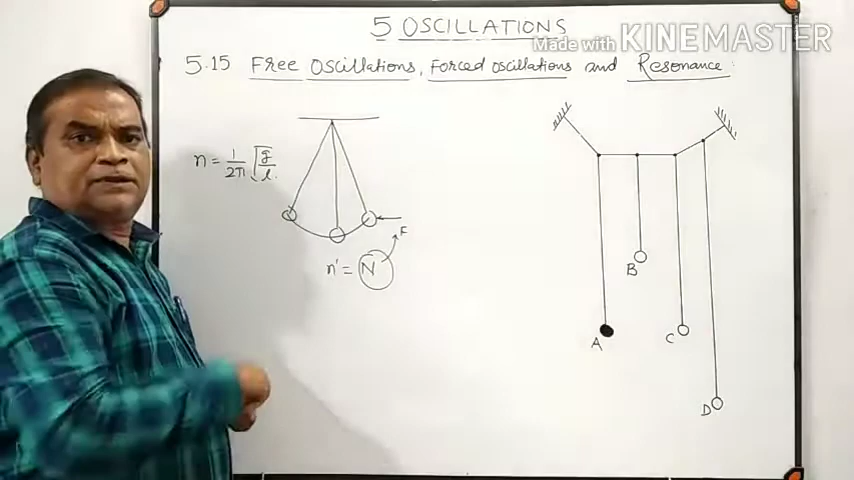 5 OSCILLATIONS
Made with KINEMASTER
5.15 Free Oscillations, Forced oscillations and Resonance
n = 1/2π √g/l
F
n' = N
B
A
C
D